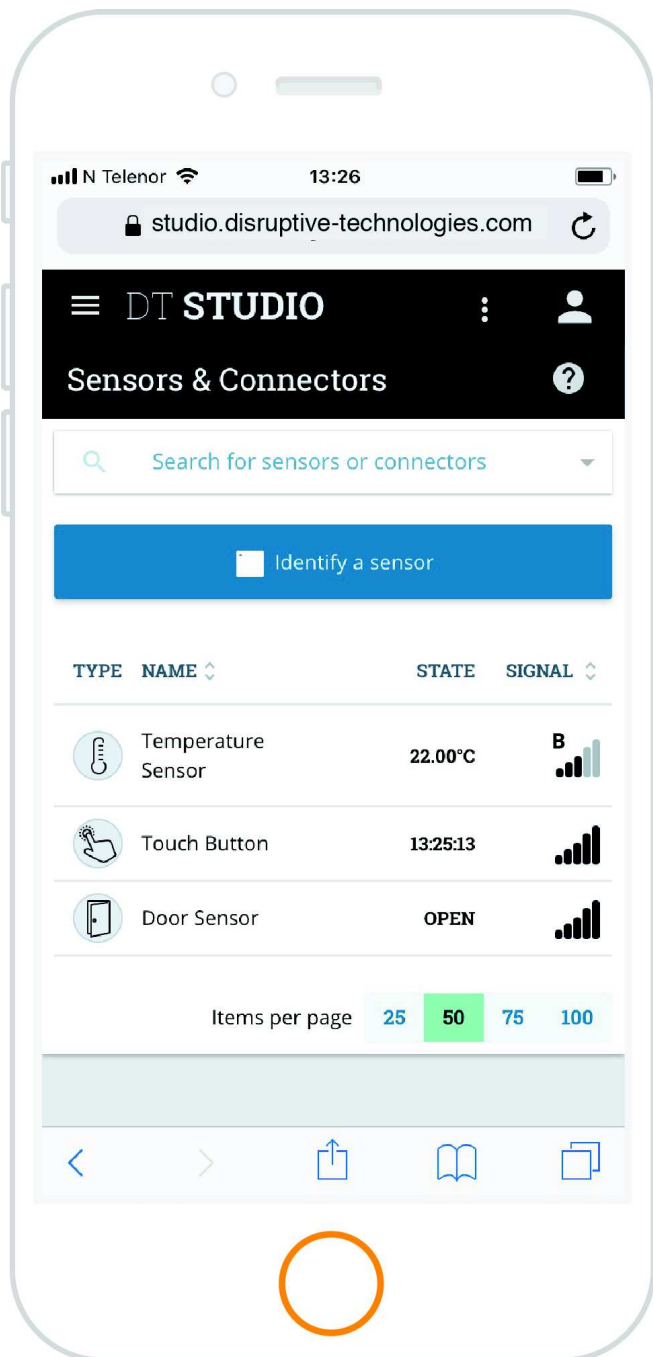 N Telenor 13:26
studio.disruptive-technologies.com
DT STUDIO
Sensors & Connectors ?
Search for sensors or connectors
Identify a sensor
TYPE NAME STATE SIGNAL
Temperature
Sensor
22.00°C
B
Touch Button 13:25:13
Door Sensor OPEN
Items per page 25 50 75 100